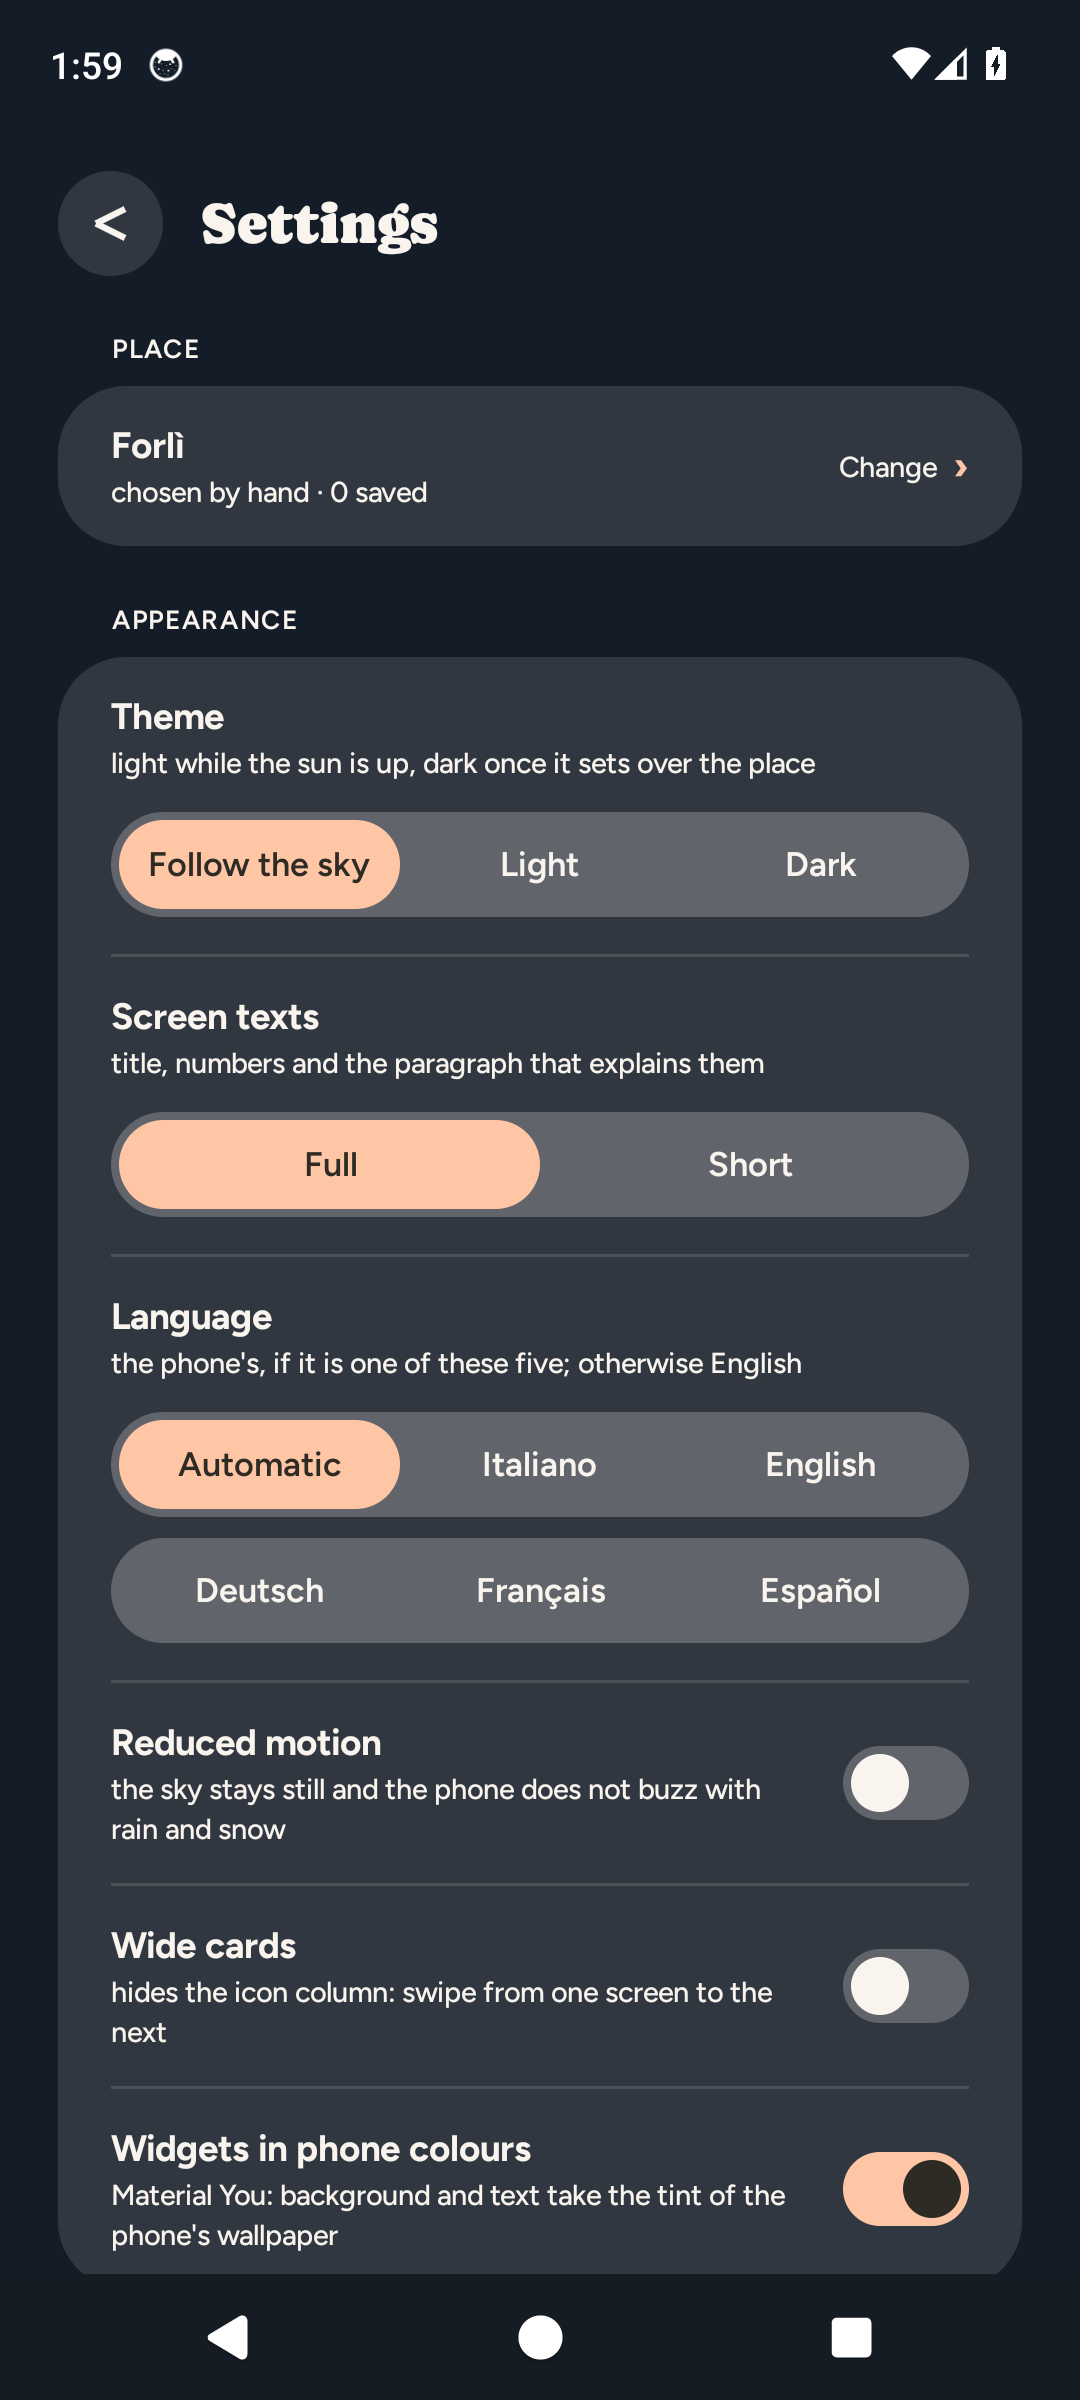 1:59
<
Settings
PLACE
Forlì
chosen by hand · 0 saved
Change ›
APPEARANCE
Theme
light while the sun is up, dark once it sets over the place
Follow the sky
Light
Dark
Screen texts
title, numbers and the paragraph that explains them
Full
Short
Language
the phone's, if it is one of these five; otherwise English
Automatic
Italiano
English
Deutsch
Français
Español
Reduced motion
the sky stays still and the phone does not buzz with
rain and snow
Wide cards
hides the icon column: swipe from one screen to the
next
Widgets in phone colours
Material You: background and text take the tint of the
phone's wallpaper